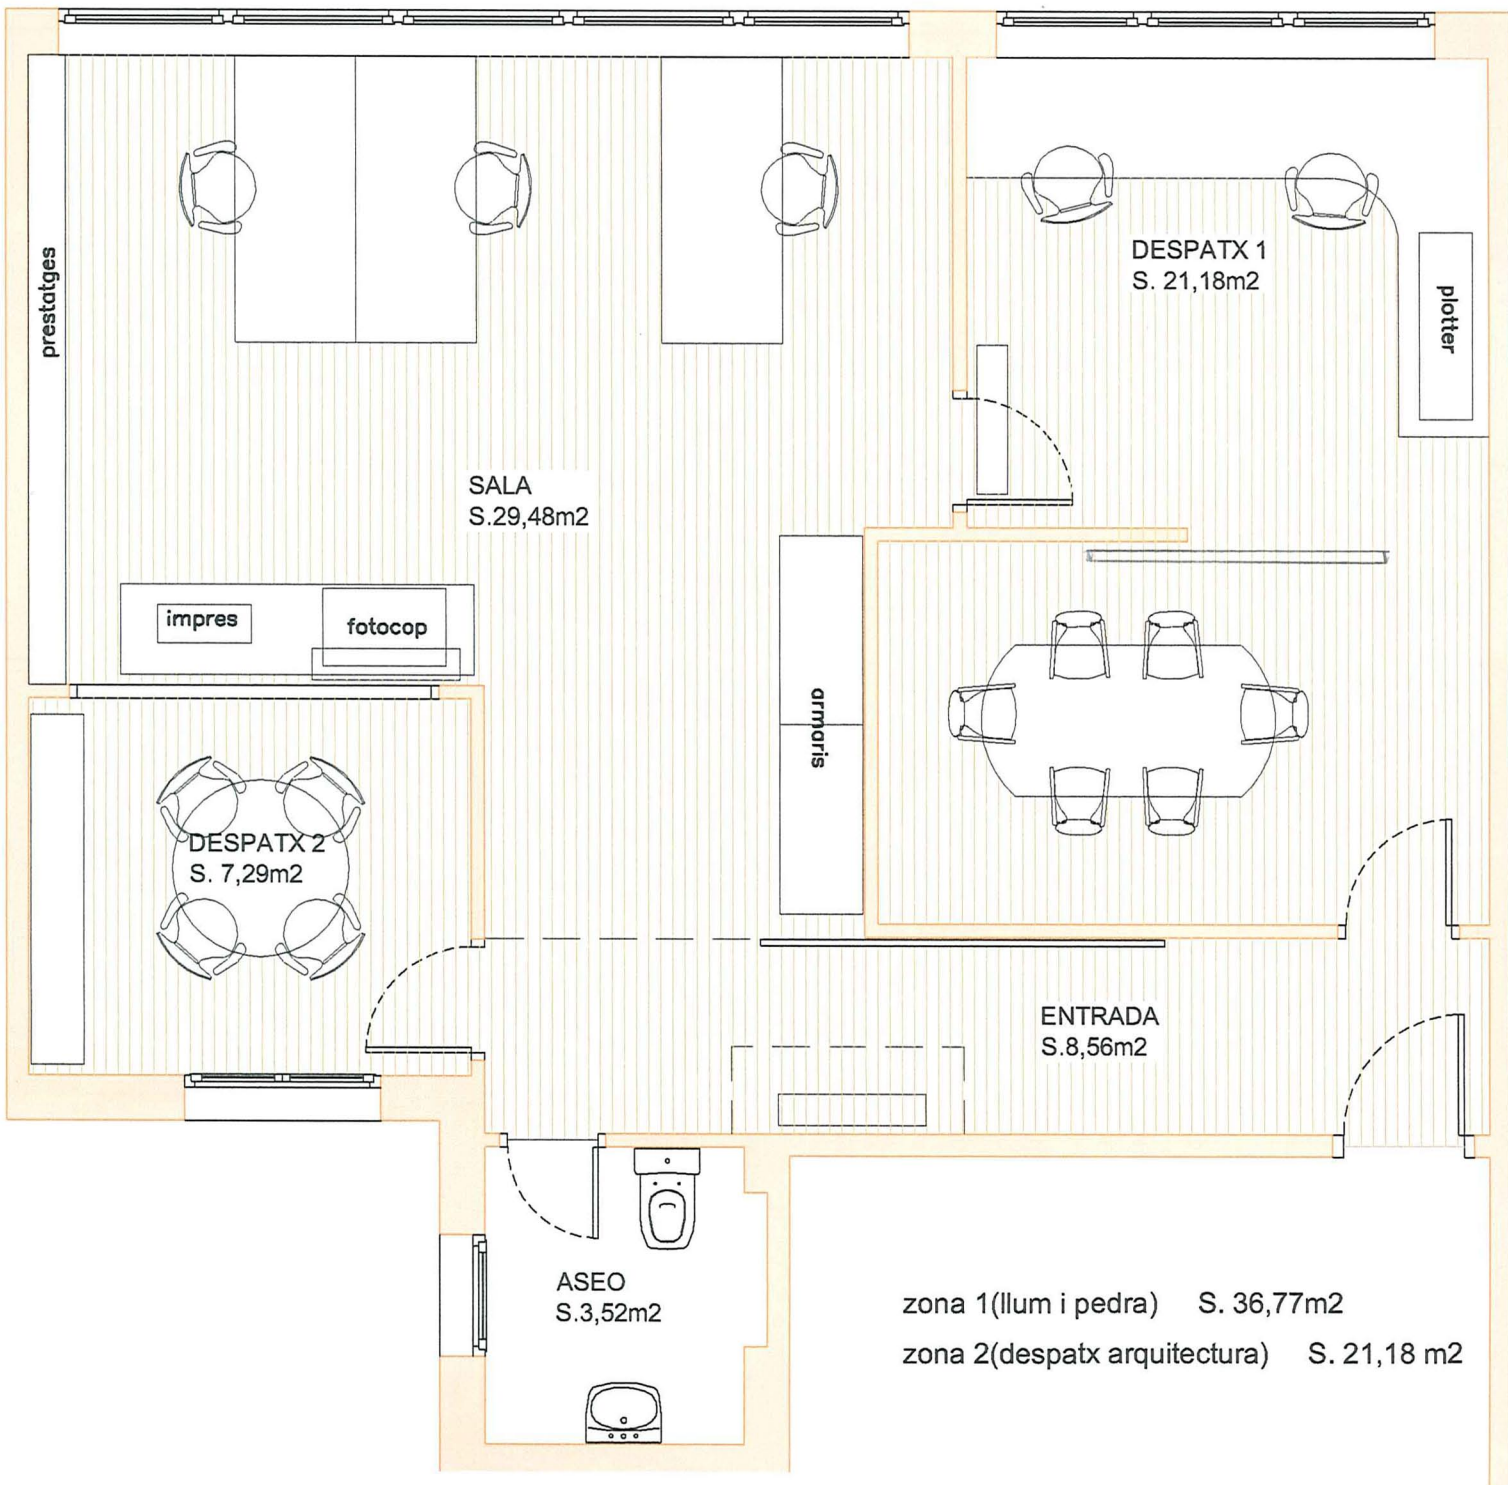 prestatges
DESPATX 1
S. 21,18m2
plotter
SALA
S.29,48m2
impres
fotocop
armaris
DESPATX 2
S. 7,29m2
ENTRADA
S.8,56m2
ASEO
S.3,52m2
zona 1(llum i pedra) S. 36,77m2
zona 2(despatx arquitectura) S. 21,18 m2